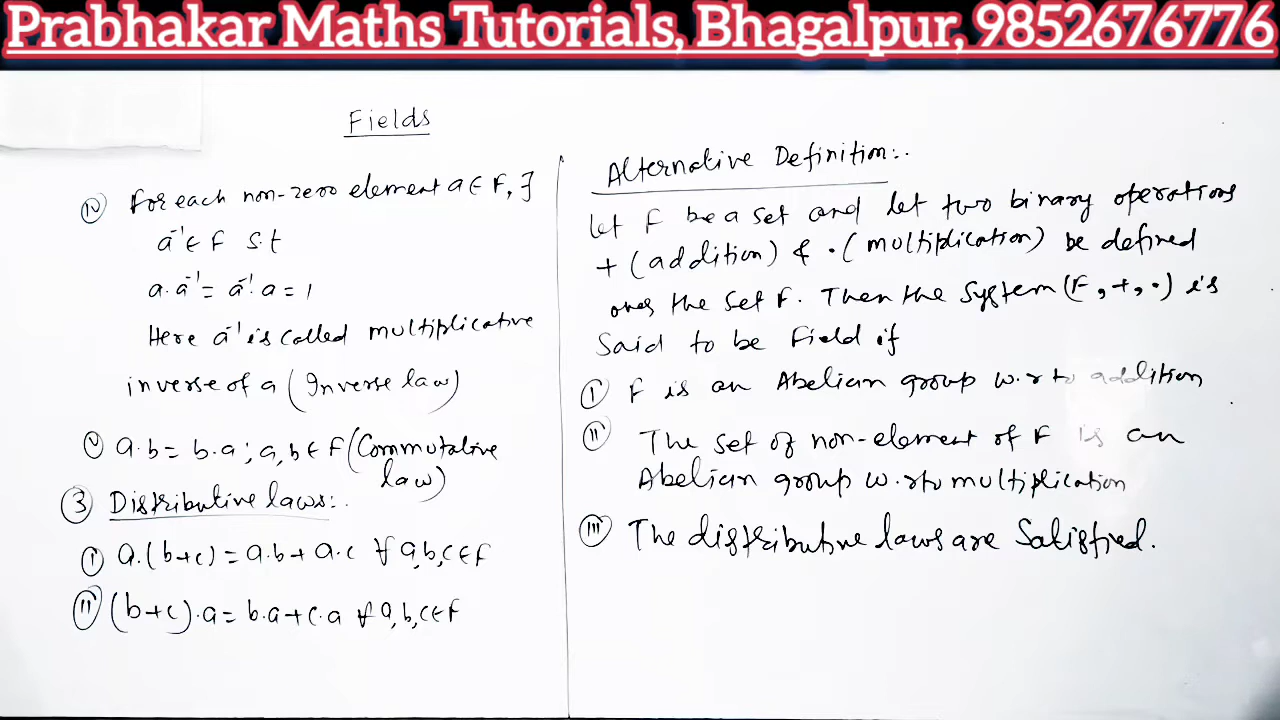 Prabhakar Maths Tutorials, Bhagalpur, 9852676776
Fields
(iv) for each non-zero element a ∈ F, ∃
a⁻¹ ∈ F s.t
a.a⁻¹ = a⁻¹.a = 1
Here a⁻¹ is called multiplicative
inverse of a (Inverse law)
(v) a.b = b.a ; a,b ∈ F (Commutative
law)
(3) Distributive laws:.
(i) a.(b+c) = a.b + a.c ∀ a,b,c ∈ F
(ii) (b+c).a = b.a + c.a ∀ a,b,c ∈ F
Alternative Definition:.
Let F be a set and let two binary operations
+ (addition) & . (multiplication) be defined
over the set F. Then the system (F, +, .) is
Said to be Field if
(i) F is an Abelian group w.r to addition
(ii) The set of non-element of F is an
Abelian group w.r to multiplication
(iii) The distributive laws are Satisfied.